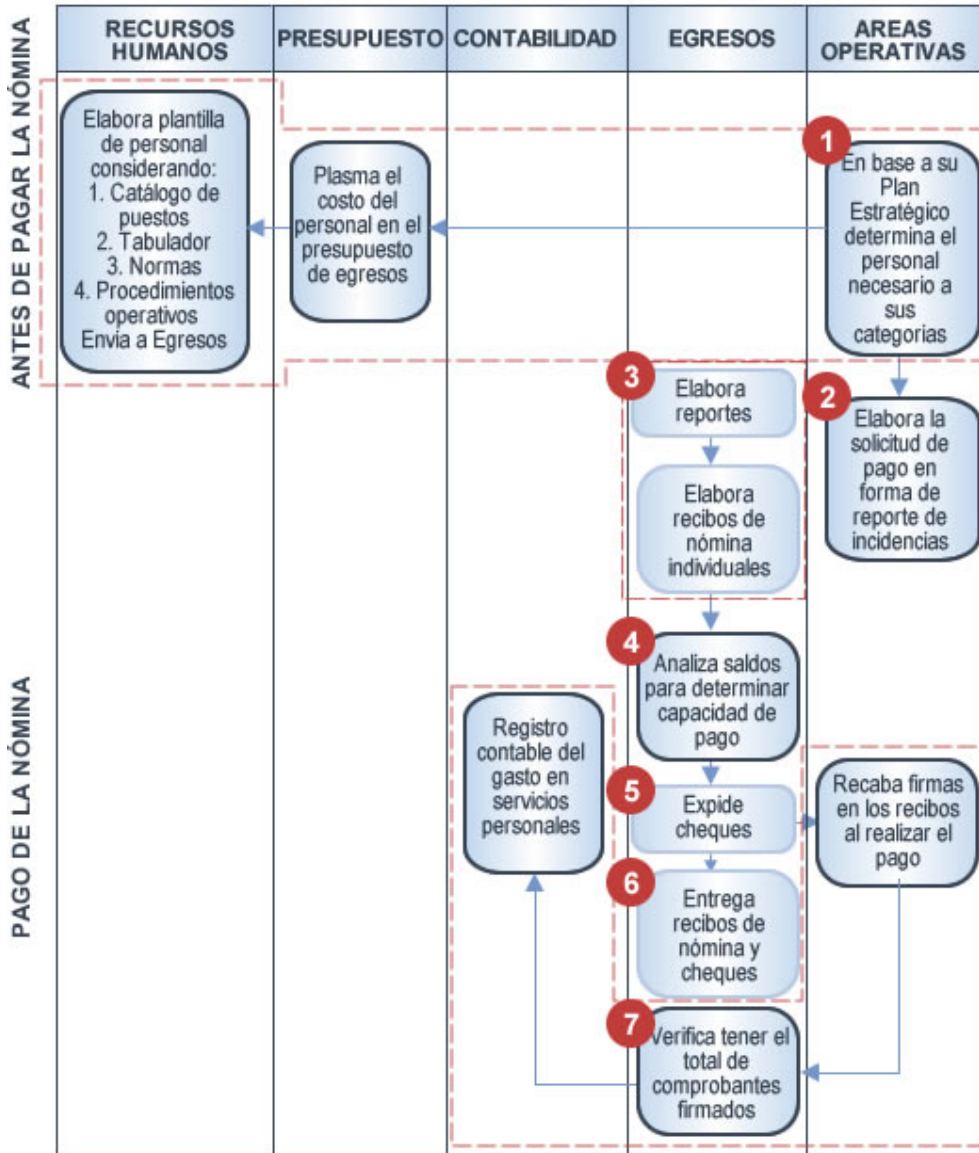 RECURSOS
HUMANOS
PRESUPUESTO
CONTABILIDAD
EGRESOS
AREAS
OPERATIVAS
ANTES DE PAGAR LA NÓMINA
Elabora plantilla
de personal
considerando:
1. Catálogo de
puestos
2. Tabulador
3. Normas
4. Procedimientos
operativos
Envia a Egresos
Plasma el
costo del
personal en el
presupuesto
de egresos
1
En base a su
Plan
Estratégico
determina el
personal
necesario a
sus
categorias
PAGO DE LA NÓMINA
2
Elabora la
solicitud de
pago en
forma de
reporte de
incidencias
3
Elabora
reportes
Elabora
recibos de
nómina
individuales
4
Analiza saldos
para determinar
capacidad de
pago
5
Expide
cheques
Recaba firmas
en los recibos
al realizar el
pago
6
Entrega
recibos de
nómina y
cheques
7
Verifica tener el
total de
comprobantes
firmados
Registro
contable del
gasto en
servicios
personales